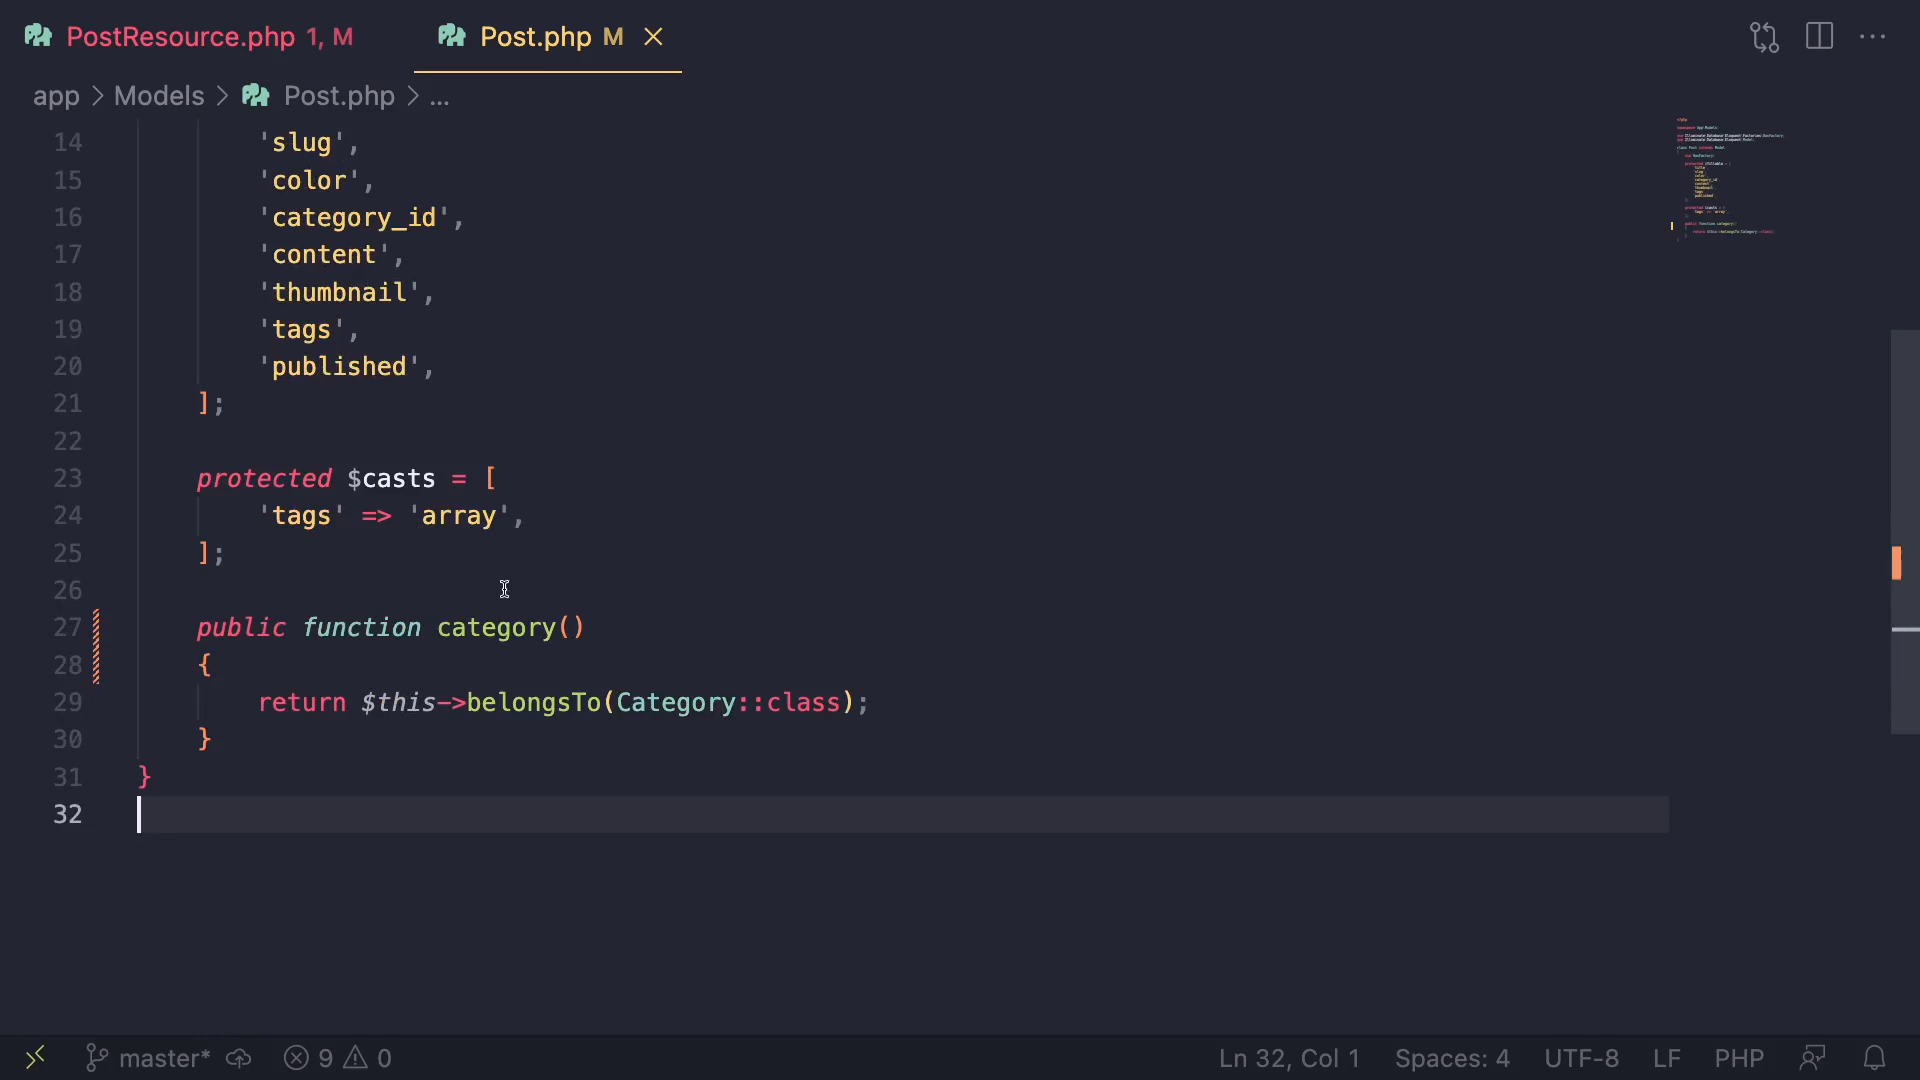 PostResource.php 1, M Post.php M
app > Models > Post.php > ...
14 'slug',
15 'color',
16 'category_id',
17 'content',
18 'thumbnail',
19 'tags',
20 'published',
21 ];
22
23 protected $casts = [
24 'tags' => 'array',
25 ];
26
27 public function category()
28 {
29 return $this->belongsTo(Category::class);
30 }
31 }
32
master* 9 0 Ln 32, Col 1 Spaces: 4 UTF-8 LF PHP